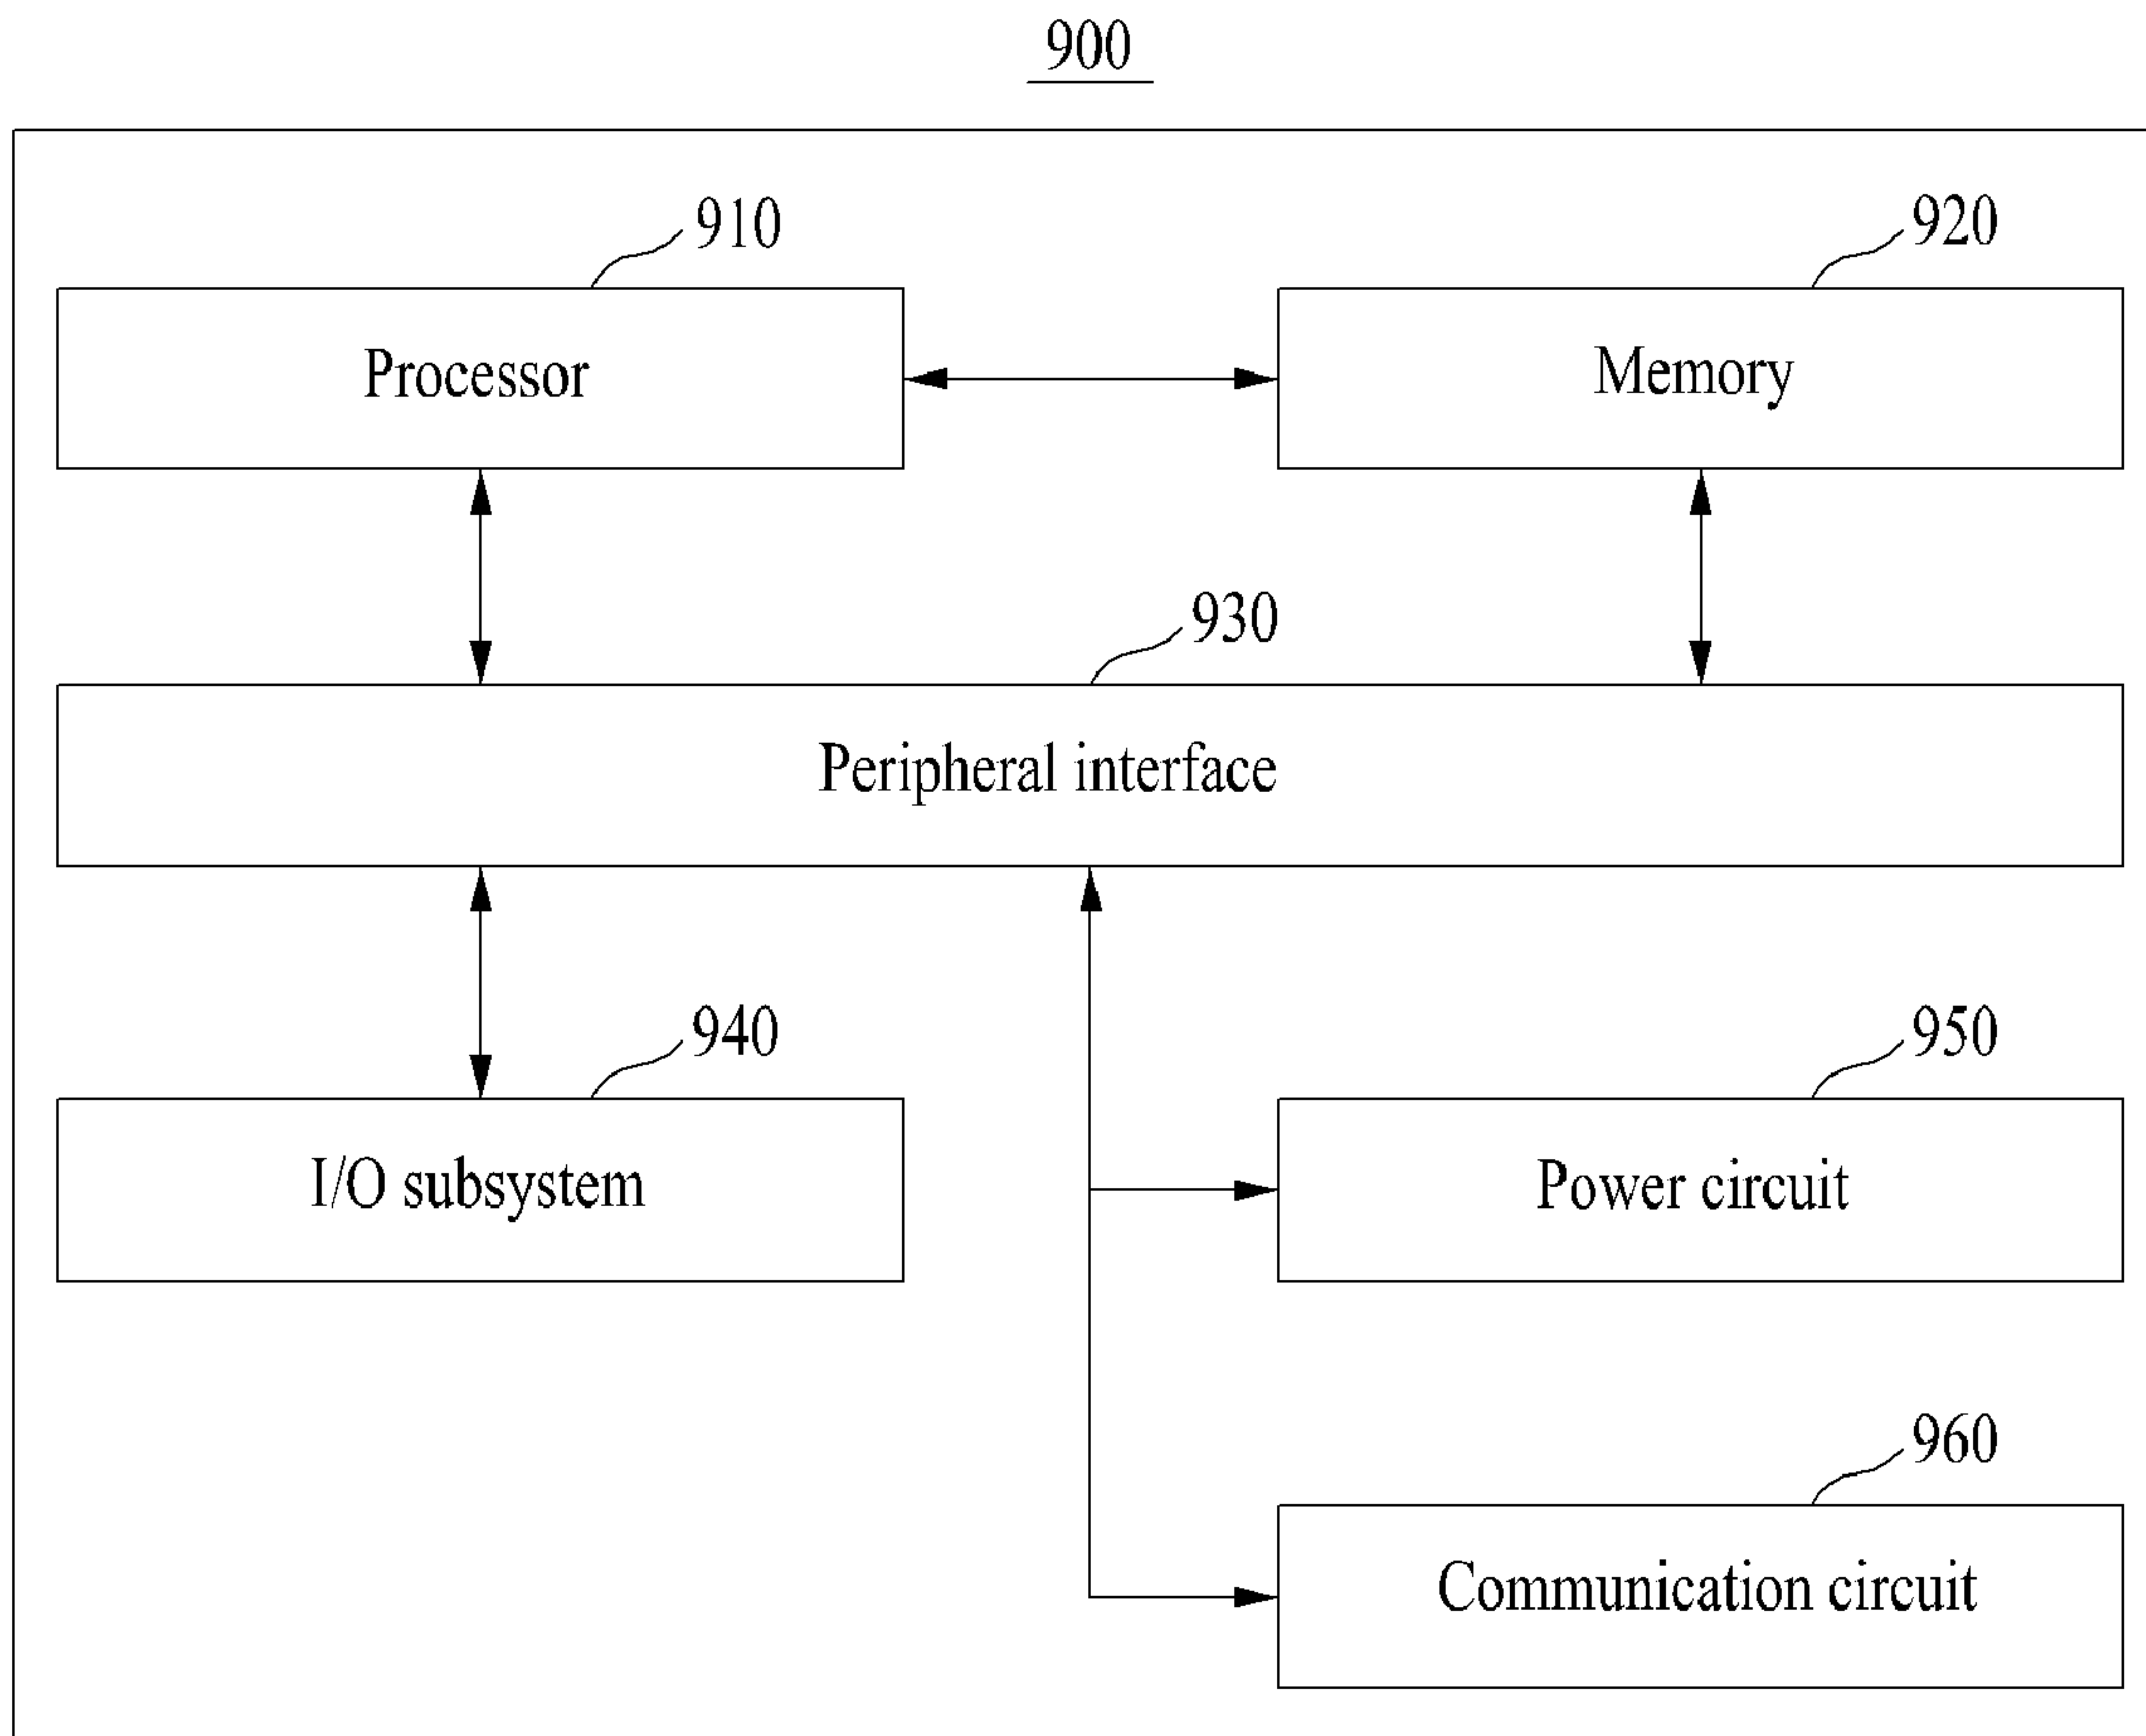 900
910
920
Processor
Memory
930
Peripheral interface
940
950
I/O subsystem
Power circuit
960
Communication circuit